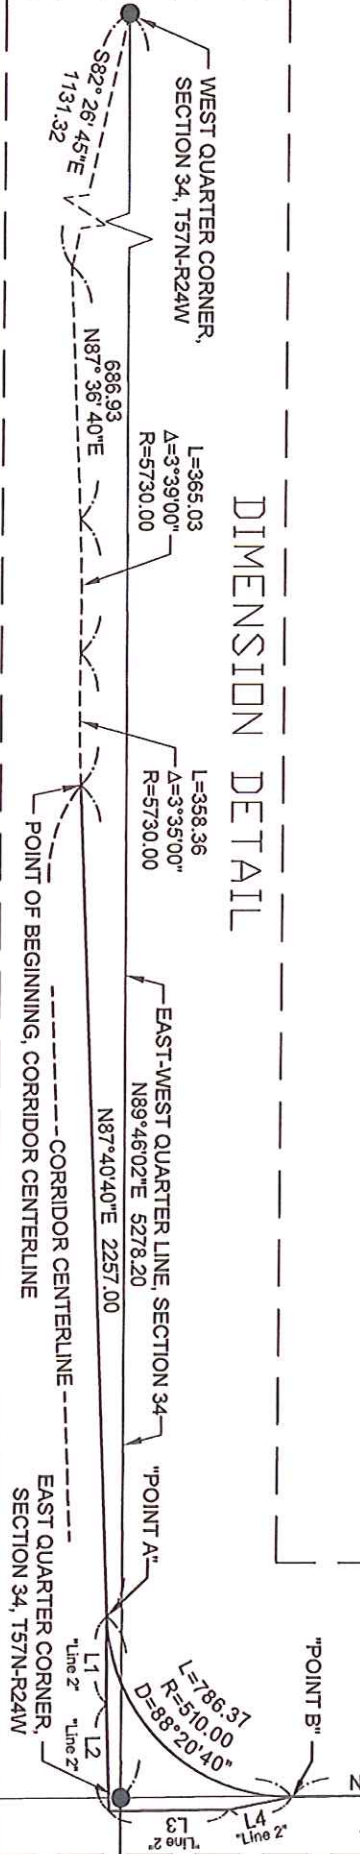 DIMENSION DETAIL
WEST QUARTER CORNER,
SECTION 34, T57N-R24W
S82° 26' 45"E
1131.32
686.93
N87° 36' 40"E
L=365.03
Δ=3°39'00"
R=5730.00
L=358.36
Δ=3°35'00"
R=5730.00
POINT OF BEGINNING, CORRIDOR CENTERLINE
CORRIDOR CENTERLINE
EAST-WEST QUARTER LINE, SECTION 34
N89°46'02"E 5278.20
N87°40'40"E 2257.00
"POINT A"
"POINT B"
L=786.37
R=510.00
D=88°20'40"
L1
"Line 2"
L2
"Line 2"
L3
"Line 2"
L4
"Line 2"
EAST QUARTER CORNER,
SECTION 34, T57N-R24W
N